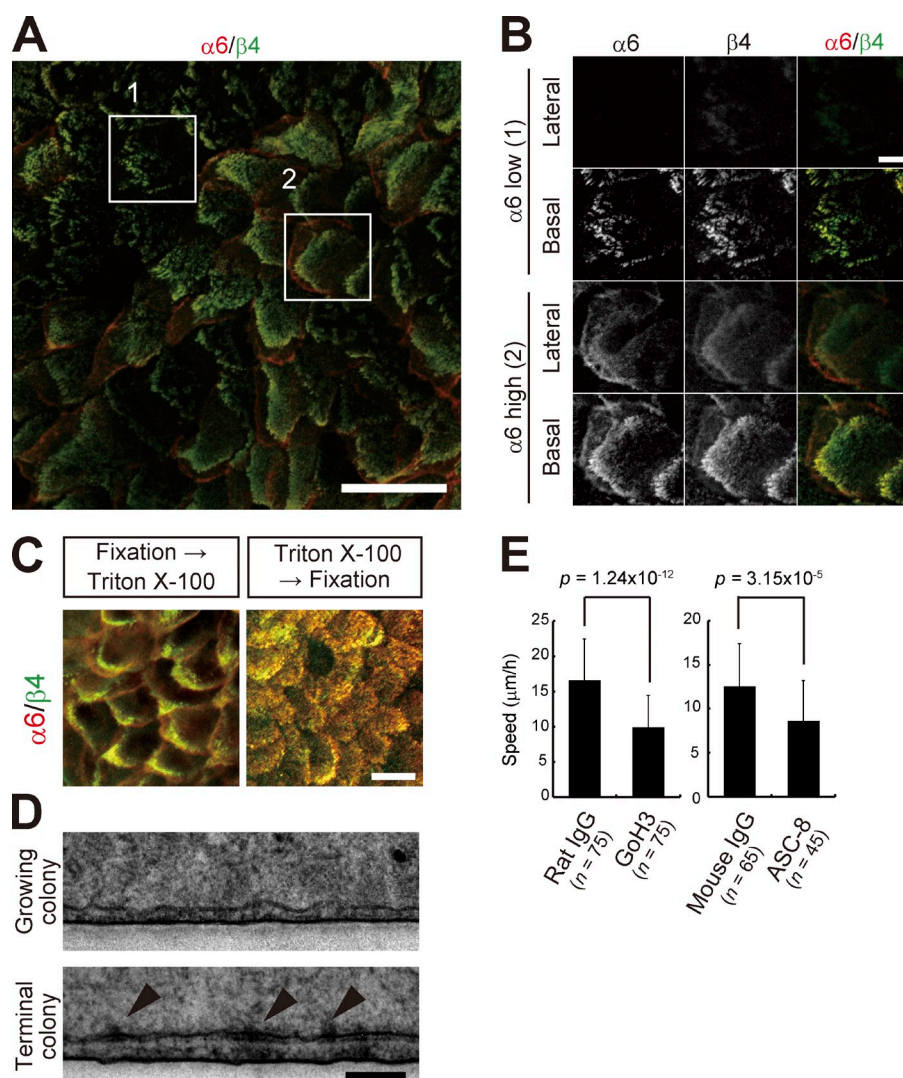 A
α6/β4
1
2
B
α6 β4 α6/β4
α6 low (1)
Lateral
Basal
α6 high (2)
Lateral
Basal
C
Fixation →
Triton X-100
Triton X-100
→ Fixation
α6/β4
D
Growing
colony
Terminal
colony
E
p = 1.24x10-12
p = 3.15x10-5
Speed (μm/h)
25
20
15
10
5
0
25
20
15
10
5
0
Rat IgG
(n = 75)
GoH3
(n = 75)
Mouse IgG
(n = 65)
ASC-8
(n = 45)